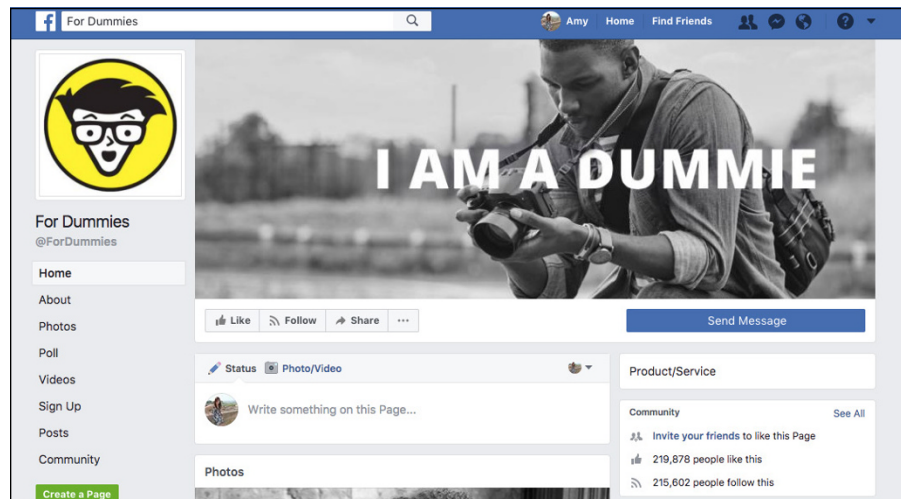 For Dummies
Amy Home Find Friends
I AM A DUMMIE
For Dummies
@ForDummies
Home
About
Photos
Poll
Videos
Sign Up
Posts
Community
Create a Page
Like Follow Share
Send Message
Status Photo/Video
Write something on this Page...
Photos
Product/Service
Community See All
Invite your friends to like this Page
219,878 people like this
215,602 people follow this